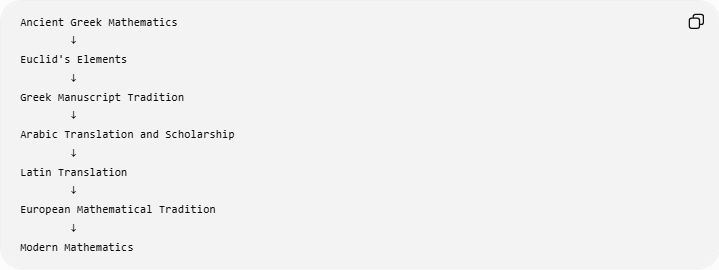 Ancient Greek Mathematics
↓
Euclid's Elements
↓
Greek Manuscript Tradition
↓
Arabic Translation and Scholarship
↓
Latin Translation
↓
European Mathematical Tradition
↓
Modern Mathematics